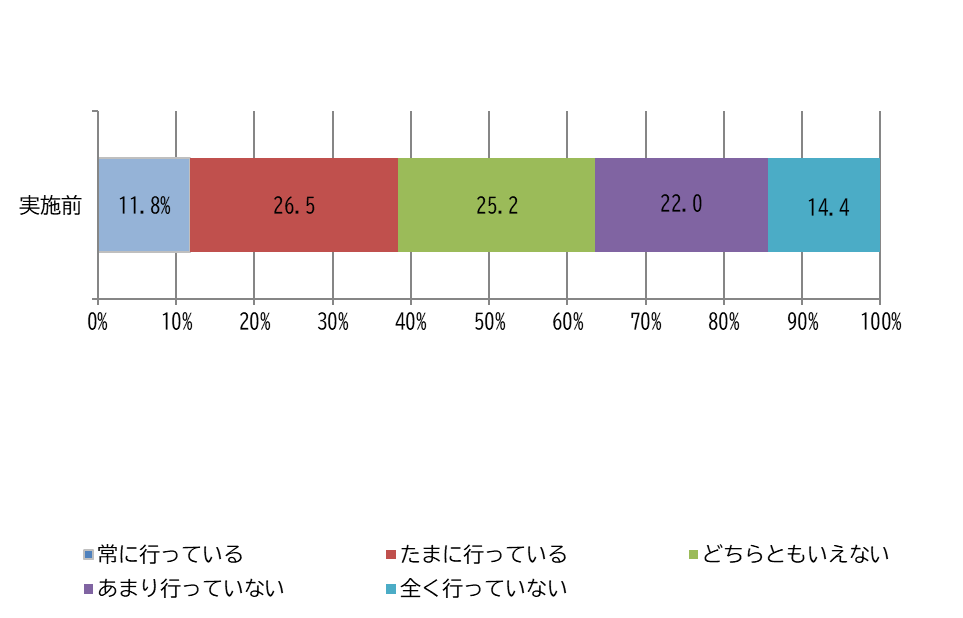 実施前 11.8% 26.5 25.2 22.0 14.4
0% 10% 20% 30% 40% 50% 60% 70% 80% 90% 100%
常に行っている たまに行っている どちらともいえない
あまり行っていない 全く行っていない